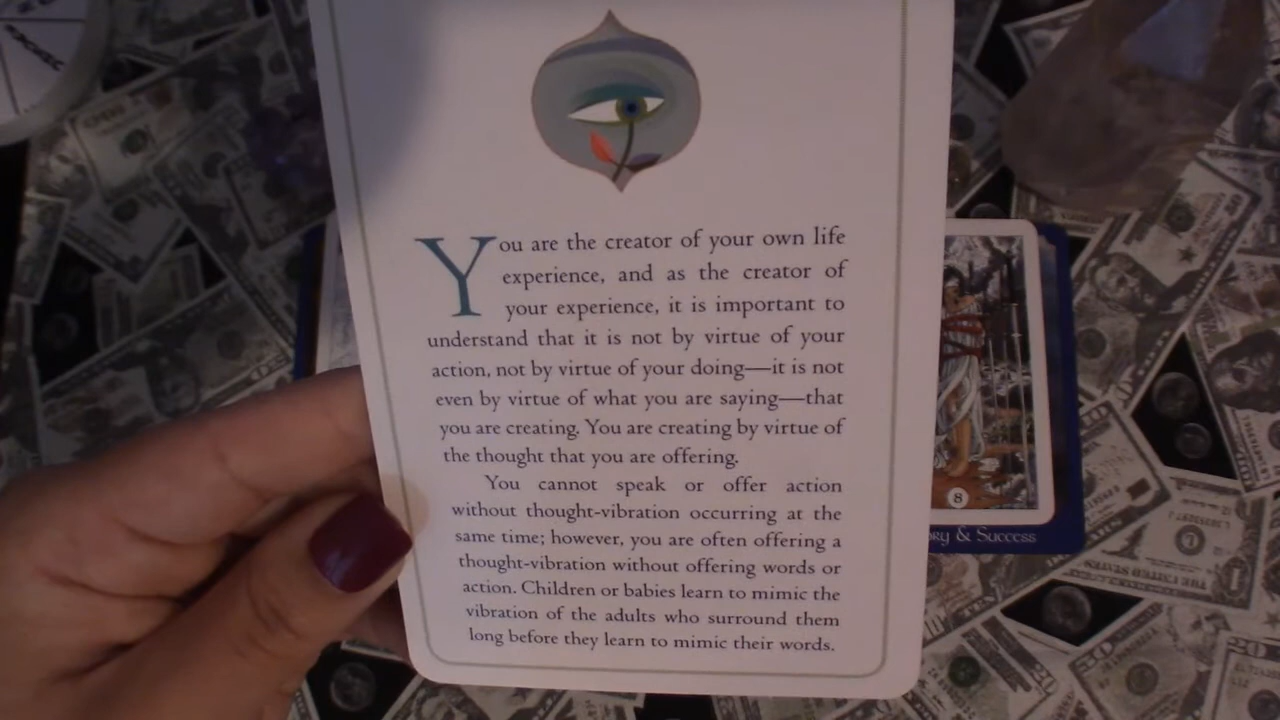 You are the creator of your own life
experience, and as the creator of
your experience, it is important to
understand that it is not by virtue of your
action, not by virtue of your doing—it is not
even by virtue of what you are saying—that
you are creating. You are creating by virtue of
the thought that you are offering.
You cannot speak or offer action
without thought-vibration occurring at the
same time; however, you are often offering a
thought-vibration without offering words or
action. Children or babies learn to mimic the
vibration of the adults who surround them
long before they learn to mimic their words.
8
& Success
THE UNITED STATES